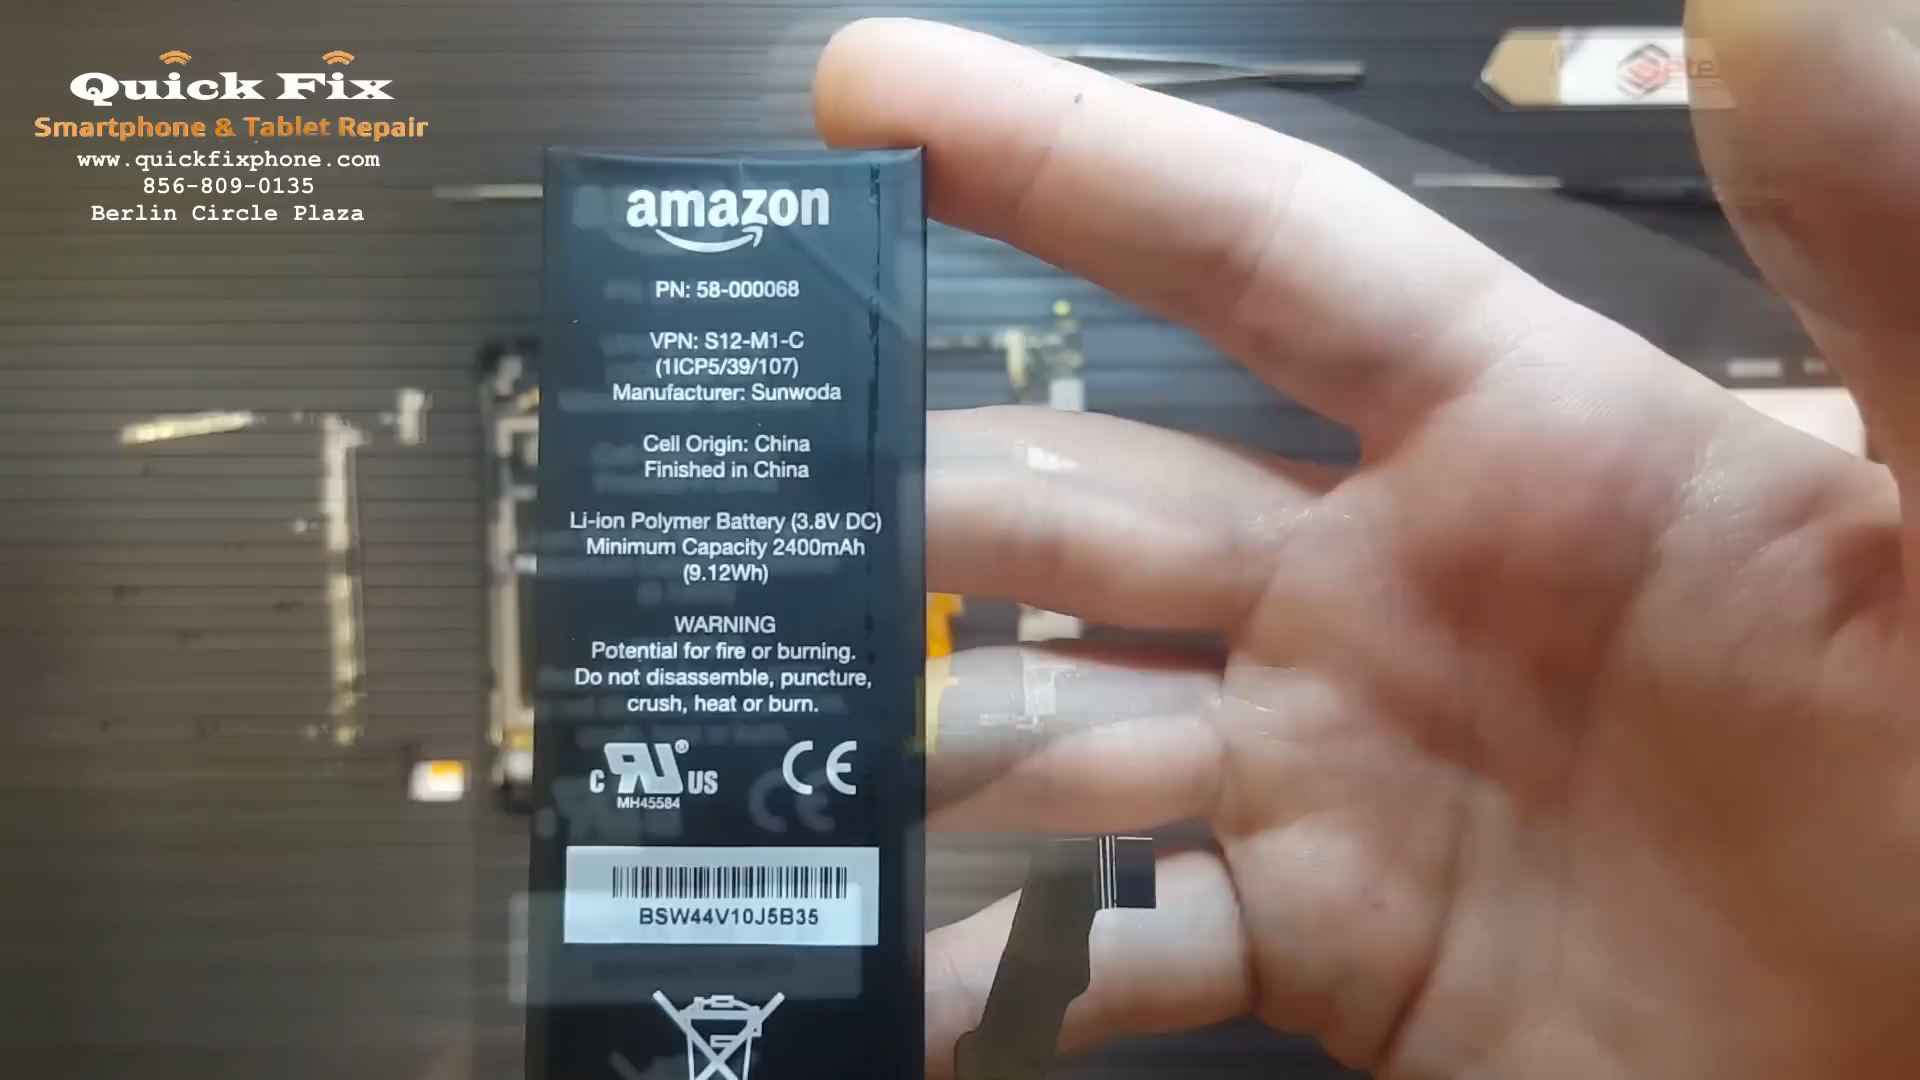 Quick Fix
Smartphone & Tablet Repair
www.quickfixphone.com
856-809-0135
Berlin Circle Plaza
amazon
PN: 58-000068
VPN: S12-M1-C
(1ICP5/39/107)
Manufacturer: Sunwoda
Cell Origin: China
Finished in China
Li-ion Polymer Battery (3.8V DC)
Minimum Capacity 2400mAh
(9.12Wh)
WARNING
Potential for fire or burning.
Do not disassemble, puncture,
crush, heat or burn.
C RU® US CE
MH45584
BSW44V10J5B35